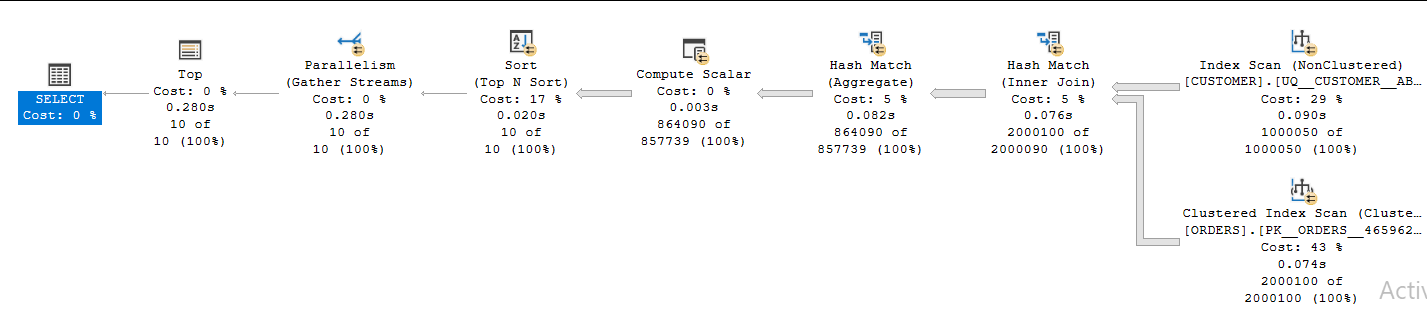 SELECT
Cost: 0 %
Top
Cost: 0 %
0.280s
10 of
10 (100%)
Parallelism
(Gather Streams)
Cost: 0 %
0.280s
10 of
10 (100%)
Sort
(Top N Sort)
Cost: 17 %
0.020s
10 of
10 (100%)
Compute Scalar
Cost: 0 %
0.003s
864090 of
857739 (100%)
Hash Match
(Aggregate)
Cost: 5 %
0.082s
864090 of
857739 (100%)
Hash Match
(Inner Join)
Cost: 5 %
0.076s
2000100 of
2000090 (100%)
Index Scan (NonClustered)
[CUSTOMER].[UQ__CUSTOMER__AB…
Cost: 29 %
0.090s
1000050 of
1000050 (100%)
Clustered Index Scan (Cluste…
[ORDERS].[PK__ORDERS__465962…
Cost: 43 %
0.074s
2000100 of
2000100 (100%)
Activ